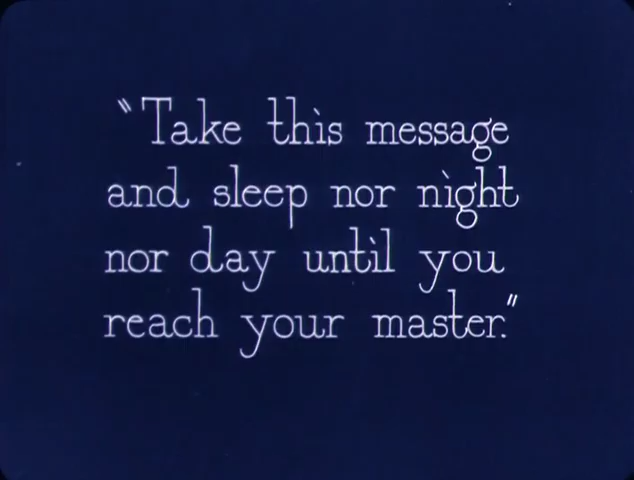 "Take this message
and sleep nor night
nor day until you
reach your master."